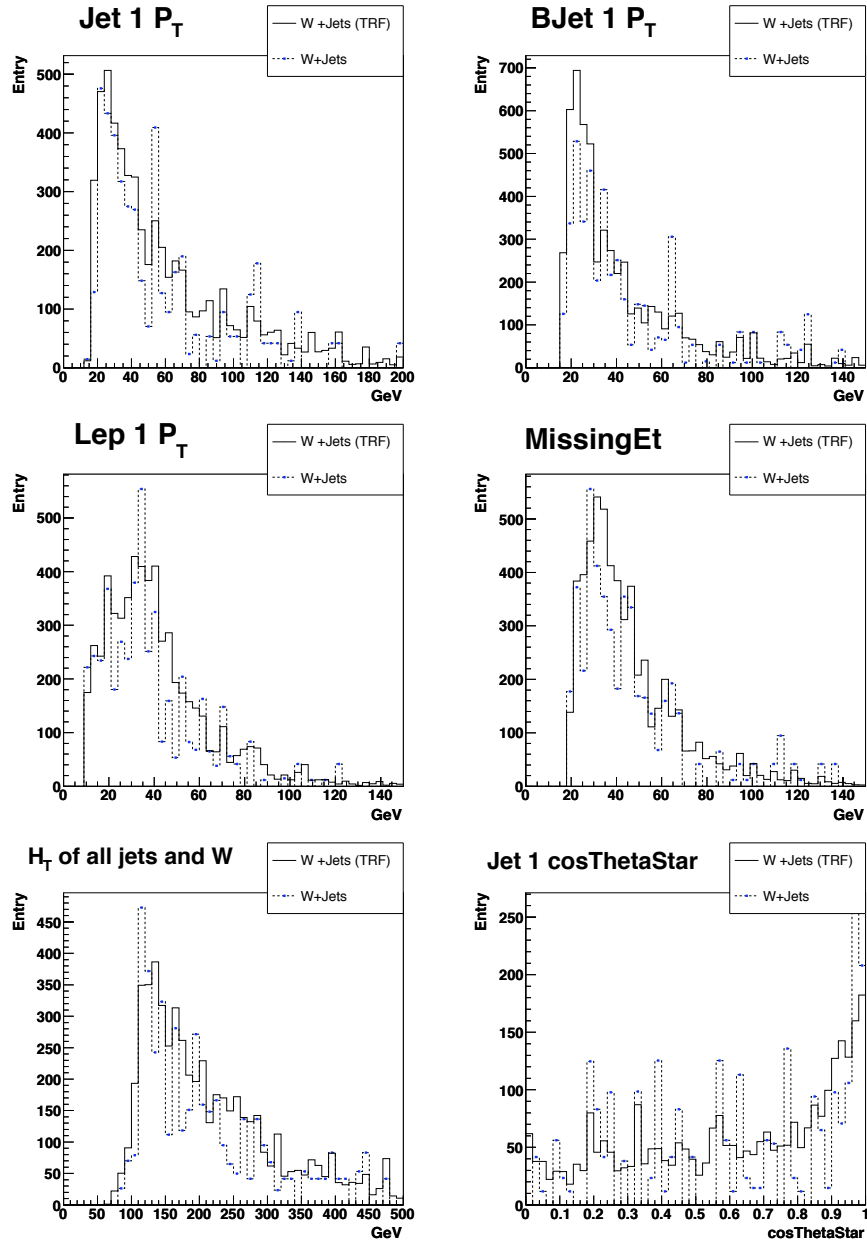 Jet 1 P_T
W +Jets (TRF)
W+Jets
Entry
500
400
300
200
100
0
0 20 40 60 80 100 120 140 160 180 200
GeV
BJet 1 P_T
W +Jets (TRF)
W+Jets
Entry
700
600
500
400
300
200
100
0
0 20 40 60 80 100 120 140
GeV
Lep 1 P_T
W +Jets (TRF)
W+Jets
Entry
500
400
300
200
100
0
0 20 40 60 80 100 120 140
GeV
MissingEt
W +Jets (TRF)
W+Jets
Entry
500
400
300
200
100
0
0 20 40 60 80 100 120 140
GeV
H_T of all jets and W
W +Jets (TRF)
W+Jets
Entry
450
400
350
300
250
200
150
100
50
0
0 50 100 150 200 250 300 350 400 450 500
GeV
Jet 1 cosThetaStar
W +Jets (TRF)
W+Jets
Entry
250
200
150
100
50
0
0 0.1 0.2 0.3 0.4 0.5 0.6 0.7 0.8 0.9 1
cosThetaStar